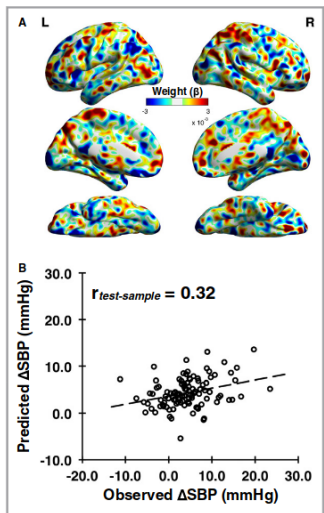 A L R
Weight (β)
-3 3
x 10⁻³
B
30.0
r test-sample = 0.32
20.0
10.0
0.0
-10.0
-20.0 -10.0 0.0 10.0 20.0 30.0
Predicted ΔSBP (mmHg)
Observed ΔSBP (mmHg)